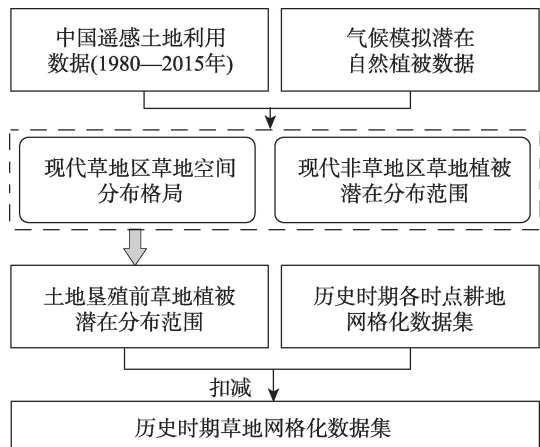 中国遥感土地利用
数据(1980—2015年)
气候模拟潜在
自然植被数据
现代草地区草地空间
分布格局
现代非草地区草地植被
潜在分布范围
土地垦殖前草地植被
潜在分布范围
历史时期各时点耕地
网格化数据集
扣减
历史时期草地网格化数据集